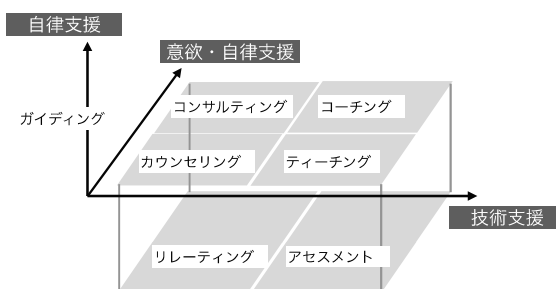 自律支援
意欲・自律支援
コンサルティング
コーチング
ガイディング
カウンセリング
ティーチング
技術支援
リレーティング
アセスメント